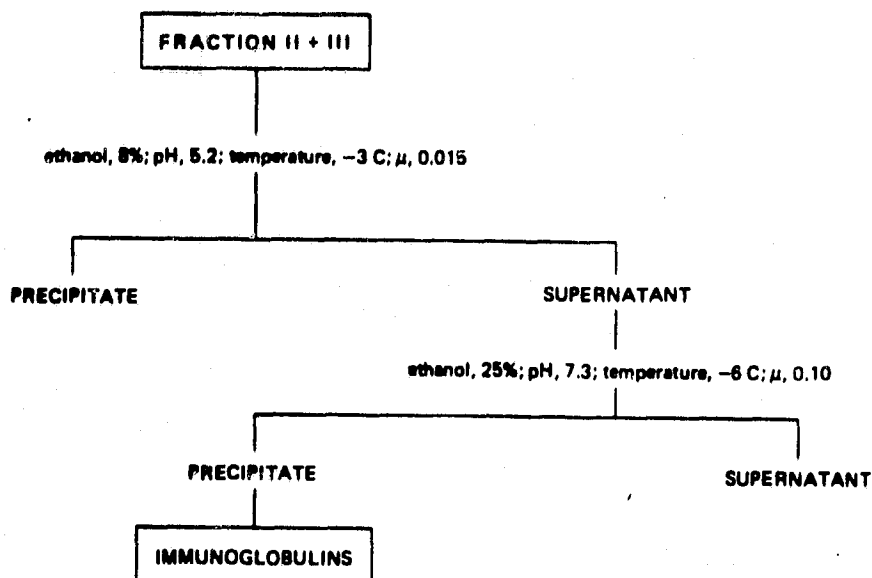 FRACTION II + III
ethanol, 8%; pH, 5.2; temperature, −3 C; μ, 0.015
PRECIPITATE
SUPERNATANT
ethanol, 25%; pH, 7.3; temperature, −6 C; μ, 0.10
PRECIPITATE
SUPERNATANT
IMMUNOGLOBULINS